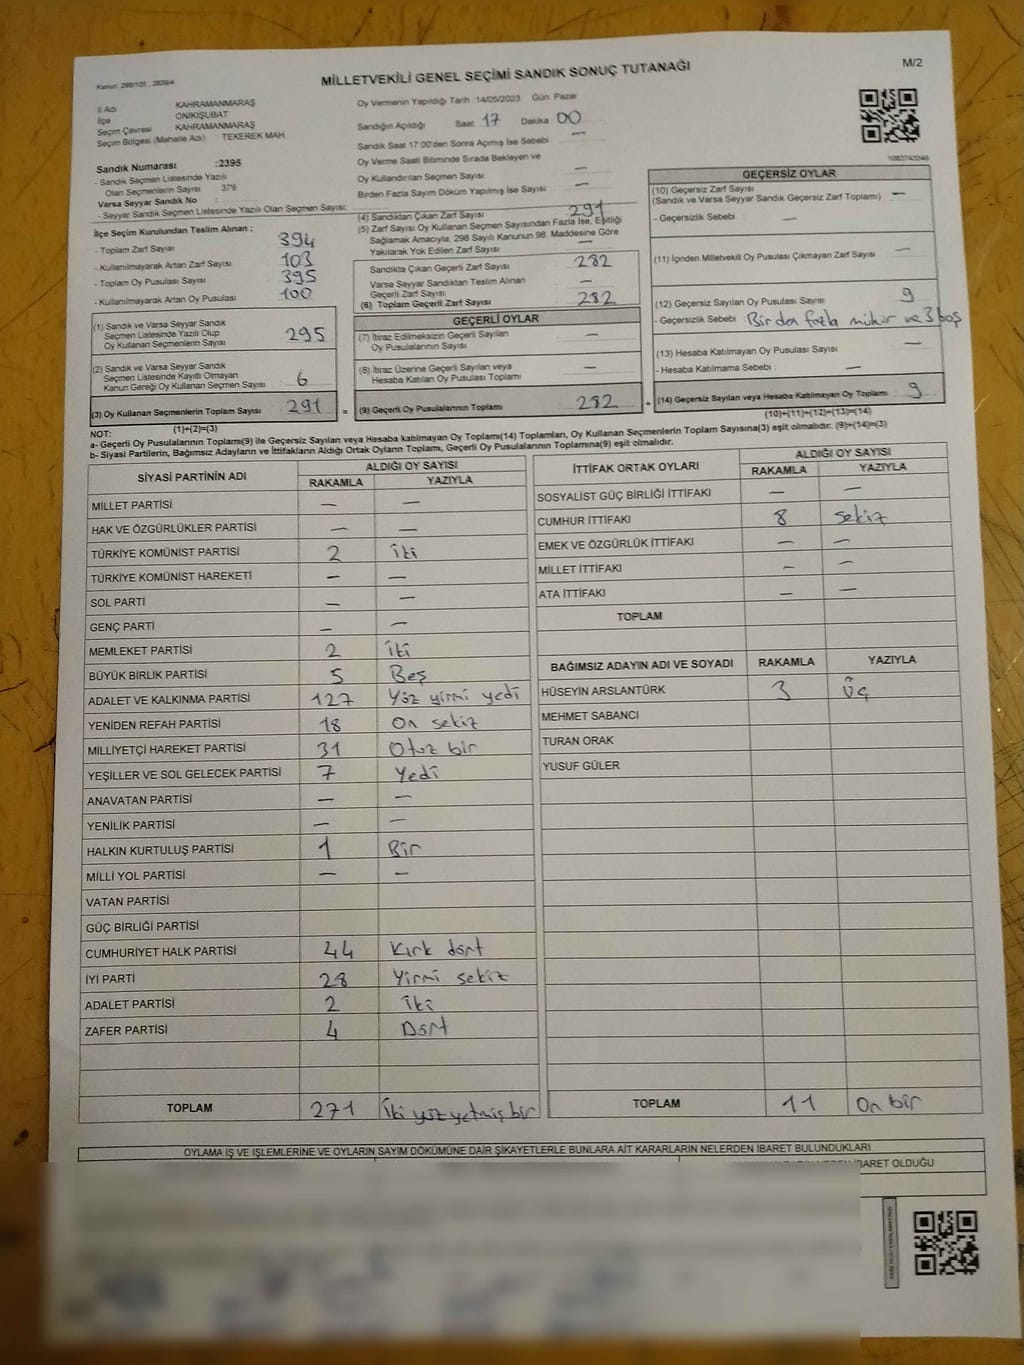 Kanun: 298/105 , 2839/4
MİLLETVEKİLİ GENEL SEÇİMİ SANDIK SONUÇ TUTANAĞI
M/2
İl Adı KAHRAMANMARAŞ
İlçe ONİKİŞUBAT
Seçim Çevresi KAHRAMANMARAŞ
Seçim Bölgesi (Mahalle Adı) TEKEREK MAH.
Sandık Numarası :2395
- Sandık Seçmen Listesinde Yazılı
Olan Seçmenlerin Sayısı 379
Varsa Seyyar Sandık No
- Seyyar Sandık Seçmen Listesinde Yazılı Olan Seçmen Sayısı:
İlçe Seçim Kurulundan Teslim Alınan :
- Toplam Zarf Sayısı 394
- Kullanılmayarak Artan Zarf Sayısı 103
- Toplam Oy Pusulası Sayısı 395
- Kullanılmayarak Artan Oy Pusulası 100
(1) Sandık ve Varsa Seyyar Sandık
Seçmen Listesinde Yazılı Olup
Oy Kullanan Seçmenlerin Sayısı 295
(2) Sandık ve Varsa Seyyar Sandık
Seçmen Listesinde Kayıtlı Olmayan
Kanun Gereği Oy Kullanan Seçmen Sayısı 6
(3) Oy Kullanan Seçmenlerin Toplam Sayısı 291
(1)+(2)=(3)
Oy Vermenin Yapıldığı Tarih :14/05/2023 Gün: Pazar
Sandığın Açıldığı Saat 17 Dakika 00
Sandık Saat 17:00'den Sonra Açımış İse Sebebi —
Oy Verme Saati Bitiminde Sırada Bekleyen ve
Oy Kullandırılan Seçmen Sayısı —
Birden Fazla Sayım Döküm Yapılmış İse Sayısı —
(4) Sandıktan Çıkan Zarf Sayısı 291
(5) Zarf Sayısı Oy Kullanan Seçmen Sayısından Fazla İse, Eşitliği
Sağlamak Amacıyla; 298 Sayılı Kanunun 98. Maddesine Göre
Yakılarak Yok Edilen Zarf Sayısı —
Sandıkta Çıkan Geçerli Zarf Sayısı 282
Varsa Seyyar Sandıktan Teslim Alınan
Geçerli Zarf Sayısı —
(6) Toplam Geçerli Zarf Sayısı 282
GEÇERLİ OYLAR
(7) İtiraz Edilmeksizin Geçerli Sayılan
Oy Pusulalarının Sayısı —
(8) İtiraz Üzerine Geçerli Sayılan veya
Hesaba Katılan Oy Pusulası Toplamı —
= (9) Geçerli Oy Pusulalarının Toplamı 282 +
GEÇERSİZ OYLAR
(10) Geçersiz Zarf Sayısı
(Sandık ve Varsa Seyyar Sandık Geçersiz Zarf Toplamı) —
- Geçersizlik Sebebi —
(11) İçinden Milletvekili Oy Pusulası Çıkmayan Zarf Sayısı —
(12) Geçersiz Sayılan Oy Pusulası Sayısı 9
- Geçersizlik Sebebi Birden fazla mühür ve 3 boş
(13) Hesaba Katılmayan Oy Pusulası Sayısı —
- Hesaba Katılmama Sebebi : —
(14) Geçersiz Sayılan veya Hesaba Katılmayan Oy Toplamı 9
(10)+(11)+(12)+(13)=(14)
NOT:
a- Geçerli Oy Pusulalarının Toplamı(9) ile Geçersiz Sayılan veya Hesaba katılmayan Oy Toplamı(14) Toplamları, Oy Kullanan Seçmenlerin Toplam Sayısına(3) eşit olmalıdır. (9)+(14)=(3)
b- Siyasi Partilerin, Bağımsız Adayların ve İttifakların Aldığı Ortak Oyların Toplamı, Geçerli Oy Pusulalarının Toplamına(9) eşit olmalıdır.
SİYASİ PARTİNİN ADI ALDIĞI OY SAYISI
RAKAMLA YAZIYLA
MİLLET PARTİSİ — —
HAK VE ÖZGÜRLÜKLER PARTİSİ — —
TÜRKİYE KOMÜNİST PARTİSİ 2 İki
TÜRKİYE KOMÜNİST HAREKETİ — —
SOL PARTİ — —
GENÇ PARTİ — —
MEMLEKET PARTİSİ 2 İki
BÜYÜK BİRLİK PARTİSİ 5 Beş
ADALET VE KALKINMA PARTİSİ 127 Yüz yirmi yedi
YENİDEN REFAH PARTİSİ 18 On sekiz
MİLLİYETÇİ HAREKET PARTİSİ 31 Otuz bir
YEŞİLLER VE SOL GELECEK PARTİSİ 7 Yedi
ANAVATAN PARTİSİ — —
YENİLİK PARTİSİ — —
HALKIN KURTULUŞ PARTİSİ 1 Bir
MİLLİ YOL PARTİSİ — —
VATAN PARTİSİ
GÜÇ BİRLİĞİ PARTİSİ
CUMHURİYET HALK PARTİSİ 44 Kırk dört
İYİ PARTİ 28 Yirmi sekiz
ADALET PARTİSİ 2 İki
ZAFER PARTİSİ 4 Dört
TOPLAM 271 İki yüz yetmiş bir
İTTİFAK ORTAK OYLARI ALDIĞI OY SAYISI
RAKAMLA YAZIYLA
SOSYALİST GÜÇ BİRLİĞİ İTTİFAKI — —
CUMHUR İTTİFAKI 8 sekiz
EMEK VE ÖZGÜRLÜK İTTİFAKI — —
MİLLET İTTİFAKI — —
ATA İTTİFAKI — —
TOPLAM
BAĞIMSIZ ADAYIN ADI VE SOYADI RAKAMLA YAZIYLA
HÜSEYİN ARSLANTÜRK 3 Üç
MEHMET SABANCI
TURAN ORAK
YUSUF GÜLER
TOPLAM 11 On bir
OYLAMA İŞ VE İŞLEMLERİNE VE OYLARIN SAYIM DÖKÜMÜNE DAİR ŞİKAYETLERLE BUNLARA AİT KARARLARIN NELERDEN İBARET BULUNDUKLARI
İBARET OLDUĞU